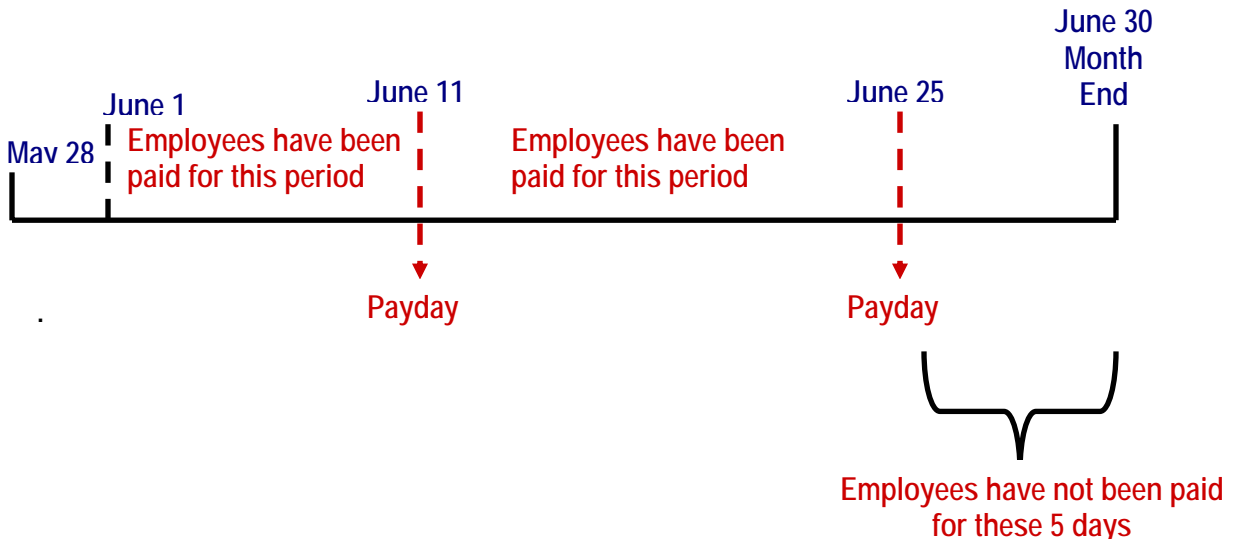 June 30
Month
End
June 11
June 25
June 1
May 28
Employees have been
paid for this period
Employees have been
paid for this period
Payday
Payday
.
Employees have not been paid
for these 5 days